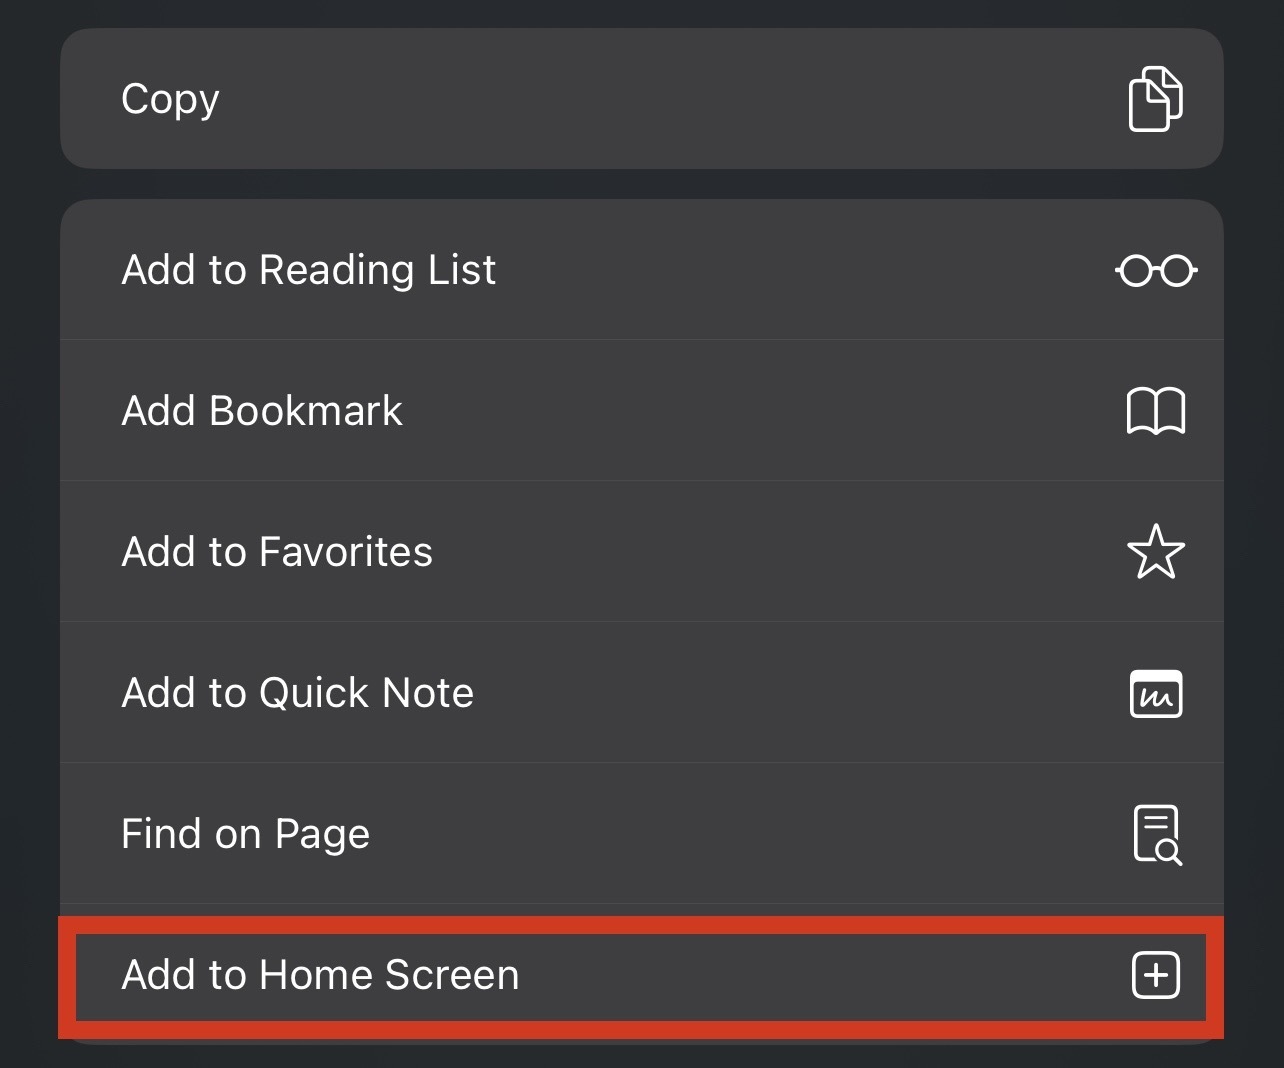 Copy
Add to Reading List
Add Bookmark
Add to Favorites
Add to Quick Note
Find on Page
Add to Home Screen